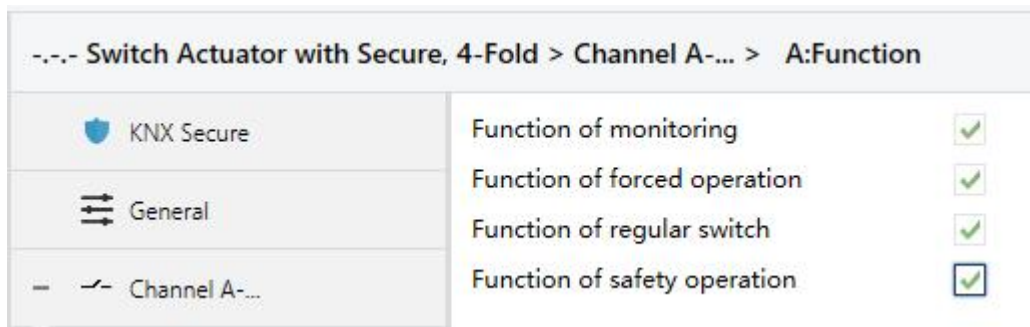 -.-.- Switch Actuator with Secure, 4-Fold > Channel A-... > A:Function
KNX Secure
General
Channel A-...
Function of monitoring
Function of forced operation
Function of regular switch
Function of safety operation